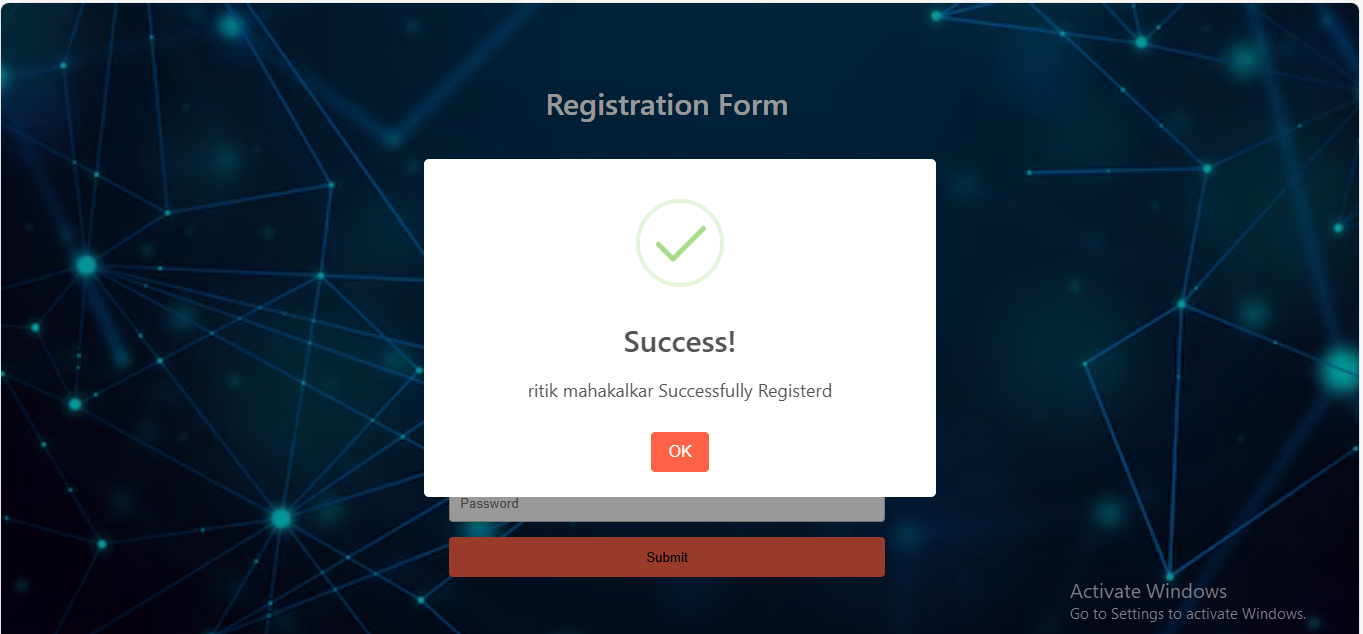 Registration Form
Success!
ritik mahakalkar Successfully Registerd
OK
Password
Submit
Activate Windows
Go to Settings to activate Windows.